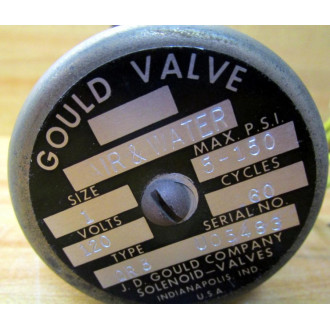 GOULD VALVE
AIR & WATER
SIZE
1
MAX. P.S.I.
5-150
VOLTS
120
CYCLES
60
TYPE
SERIAL NO.
J. D. GOULD COMPANY
SOLENOID-VALVES
INDIANAPOLIS, IND.
U.S.A.